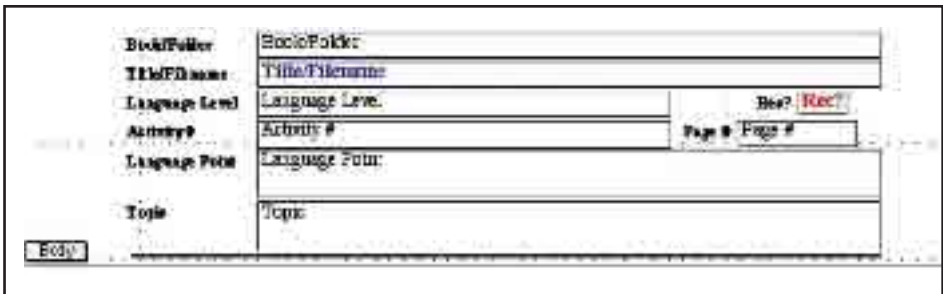 Book/Folder Book/Folder
Title/Filename Title/Filename
Language Level Language Level Rec? Rec?
Activity # Activity # Page # Page #
Language Point Language Point
Topic Topic
Body